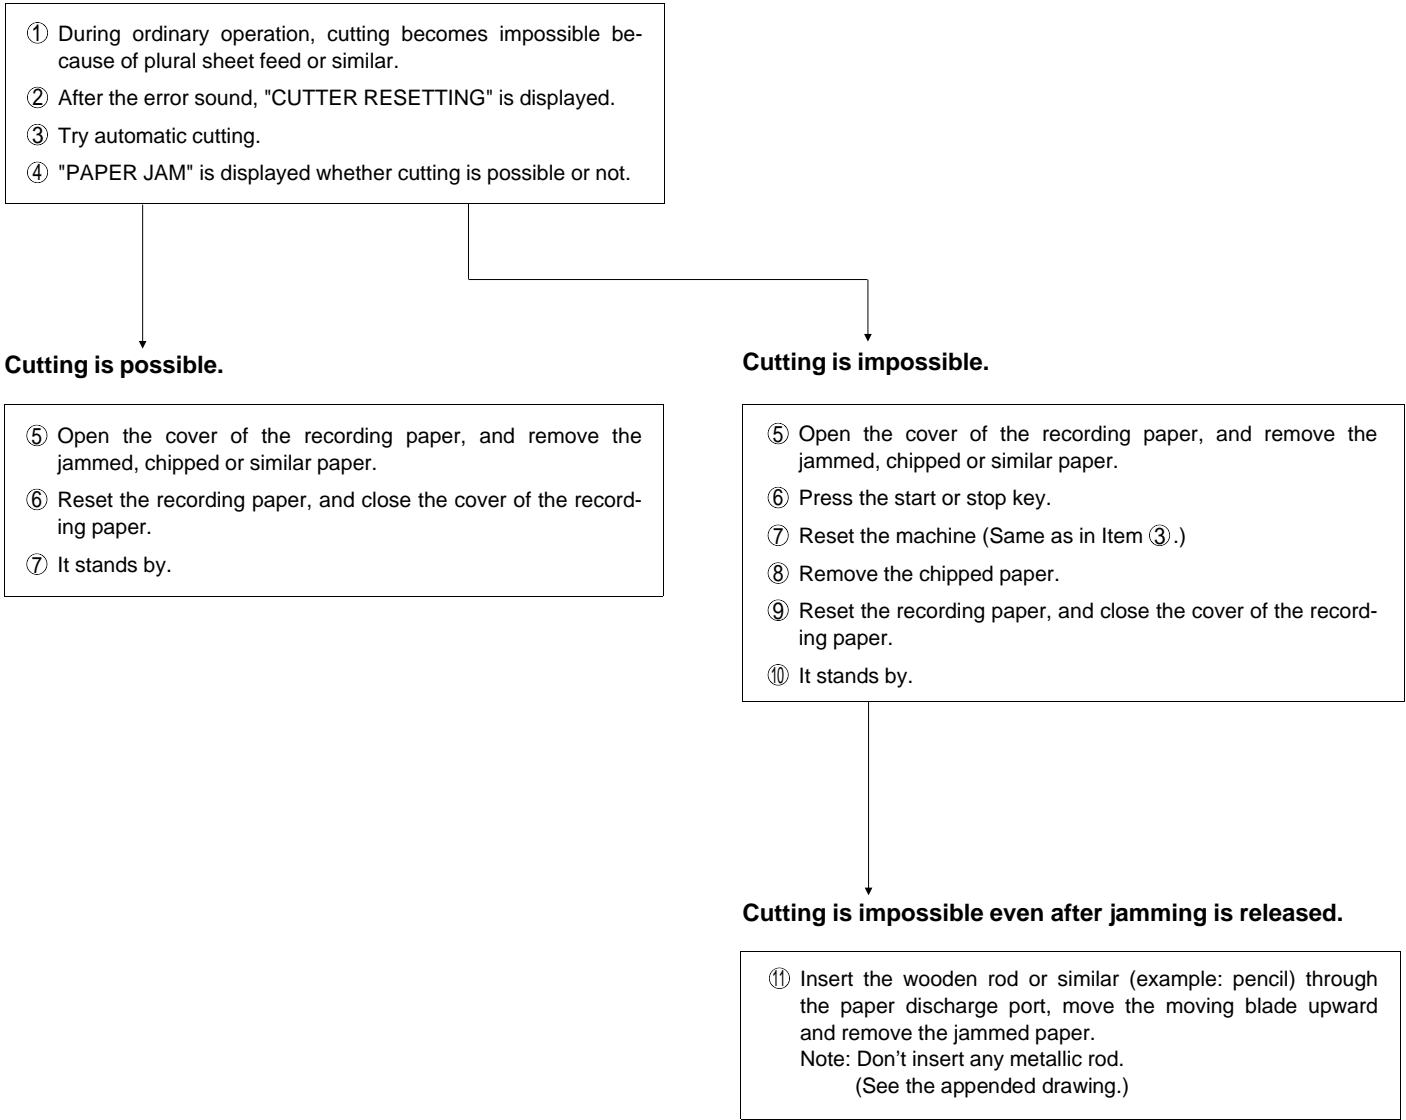 ① During ordinary operation, cutting becomes impossible be-
cause of plural sheet feed or similar.
② After the error sound, "CUTTER RESETTING" is displayed.
③ Try automatic cutting.
④ "PAPER JAM" is displayed whether cutting is possible or not.
Cutting is possible.
⑤ Open the cover of the recording paper, and remove the
jammed, chipped or similar paper.
⑥ Reset the recording paper, and close the cover of the record-
ing paper.
⑦ It stands by.
Cutting is impossible.
⑤ Open the cover of the recording paper, and remove the
jammed, chipped or similar paper.
⑥ Press the start or stop key.
⑦ Reset the machine (Same as in Item ③.)
⑧ Remove the chipped paper.
⑨ Reset the recording paper, and close the cover of the record-
ing paper.
⑩ It stands by.
Cutting is impossible even after jamming is released.
⑪ Insert the wooden rod or similar (example: pencil) through
the paper discharge port, move the moving blade upward
and remove the jammed paper.
Note: Don't insert any metallic rod.
(See the appended drawing.)